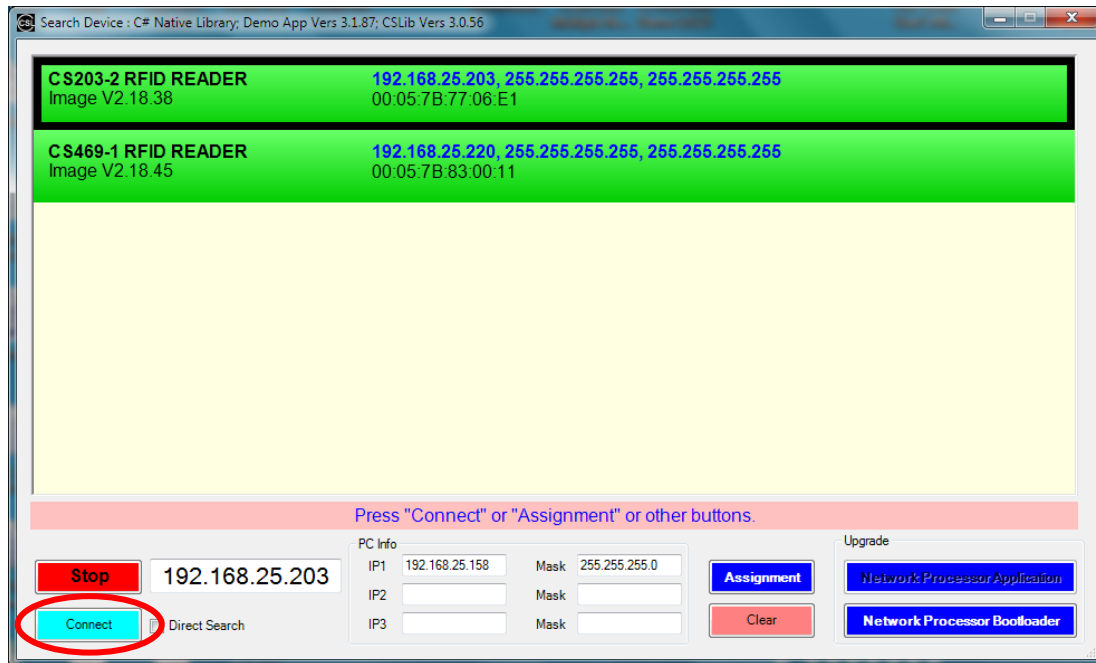 CSL Search Device : C# Native Library; Demo App Vers 3.1.87; CSLib Vers 3.0.56
CS203-2 RFID READER 192.168.25.203, 255.255.255.255, 255.255.255.255
Image V2.18.38 00:05:7B:77:06:E1
CS469-1 RFID READER 192.168.25.220, 255.255.255.255, 255.255.255.255
Image V2.18.45 00:05:7B:83:00:11
Press "Connect" or "Assignment" or other buttons.
PC Info
Upgrade
Stop 192.168.25.203 IP1 192.168.25.158 Mask 255.255.255.0 Assignment Network Processor Application
IP2 Mask
Connect Direct Search IP3 Mask Clear Network Processor Bootloader